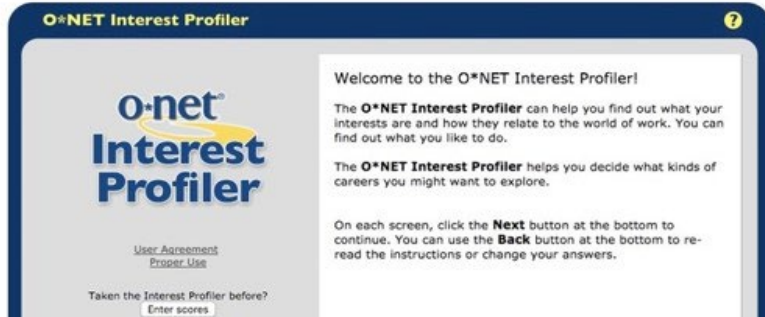 O*NET Interest Profiler
?
o*net®
Interest
Profiler
User Agreement
Proper Use
Taken the Interest Profiler before?
Enter scores
Welcome to the O*NET Interest Profiler!
The O*NET Interest Profiler can help you find out what your
interests are and how they relate to the world of work. You can
find out what you like to do.
The O*NET Interest Profiler helps you decide what kinds of
careers you might want to explore.
On each screen, click the Next button at the bottom to
continue. You can use the Back button at the bottom to re-
read the instructions or change your answers.